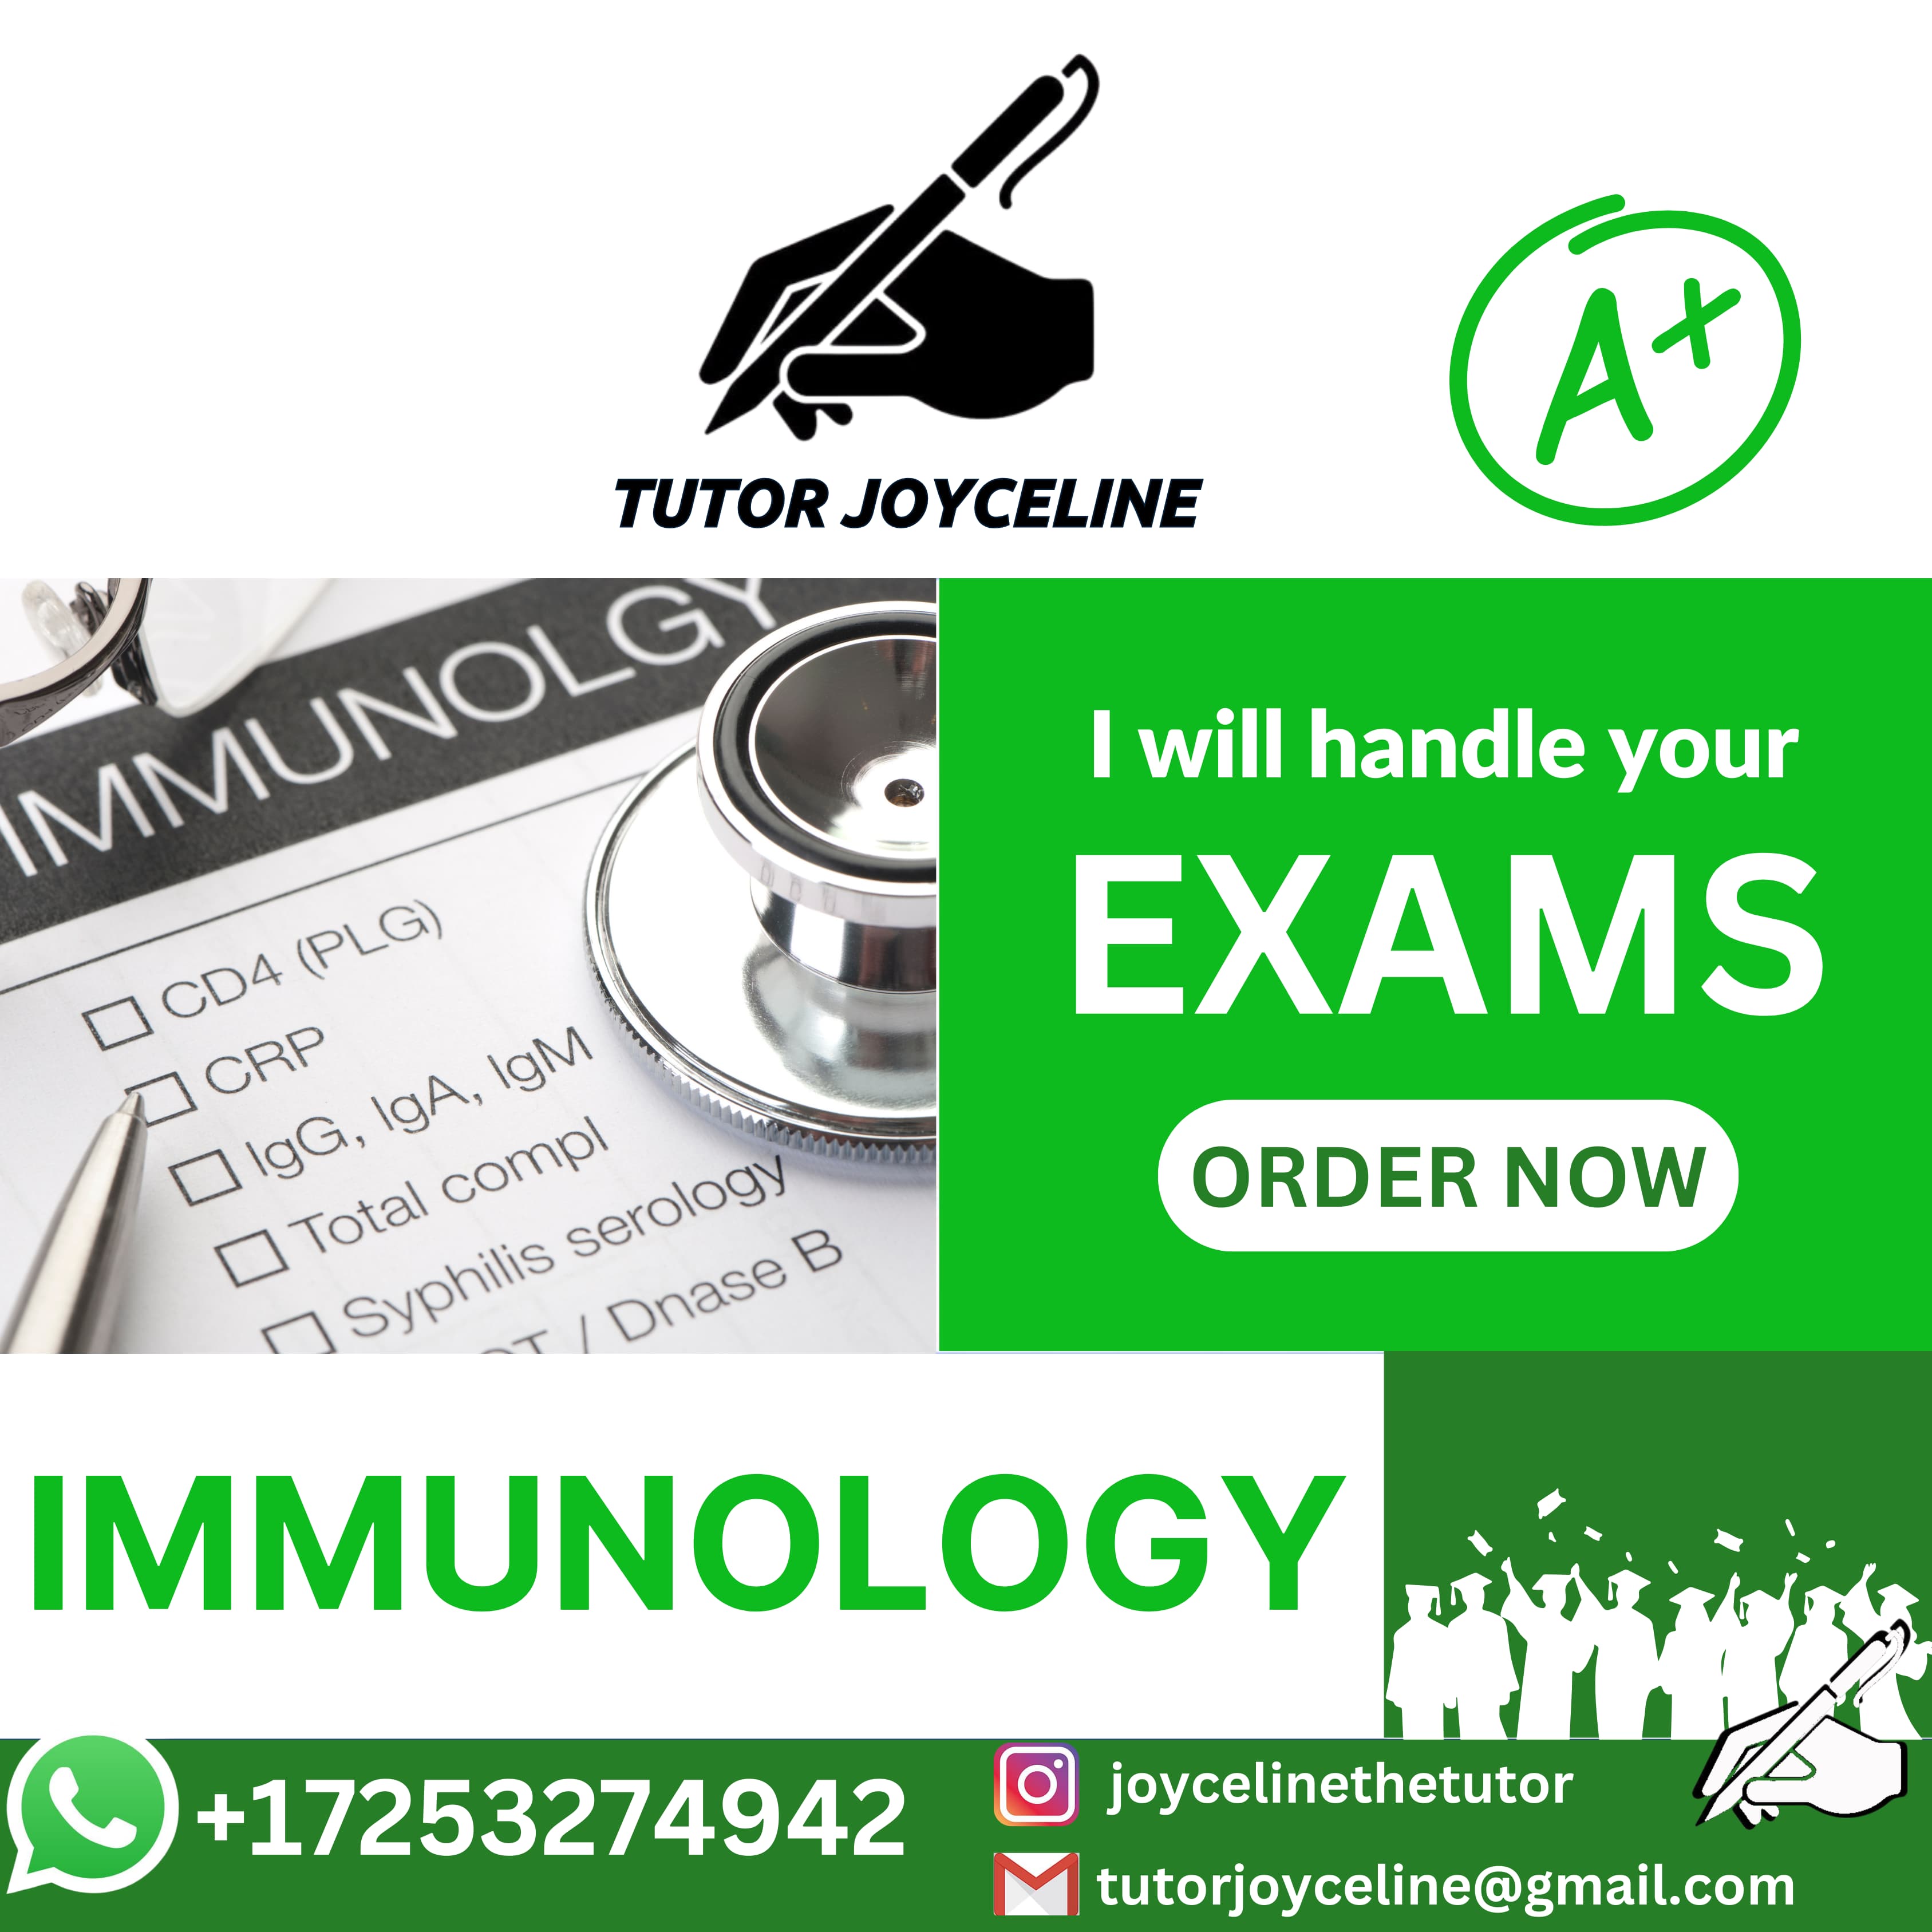 A+
TUTOR JOYCELINE
IMMUNOLGY
CD4 (PLG)
CRP
IgG, IgA, IgM
Total compl
Syphilis serology
/ Dnase B
I will handle your
EXAMS
ORDER NOW
IMMUNOLOGY
+17253274942
joycelinethetutor
tutorjoyceline@gmail.com